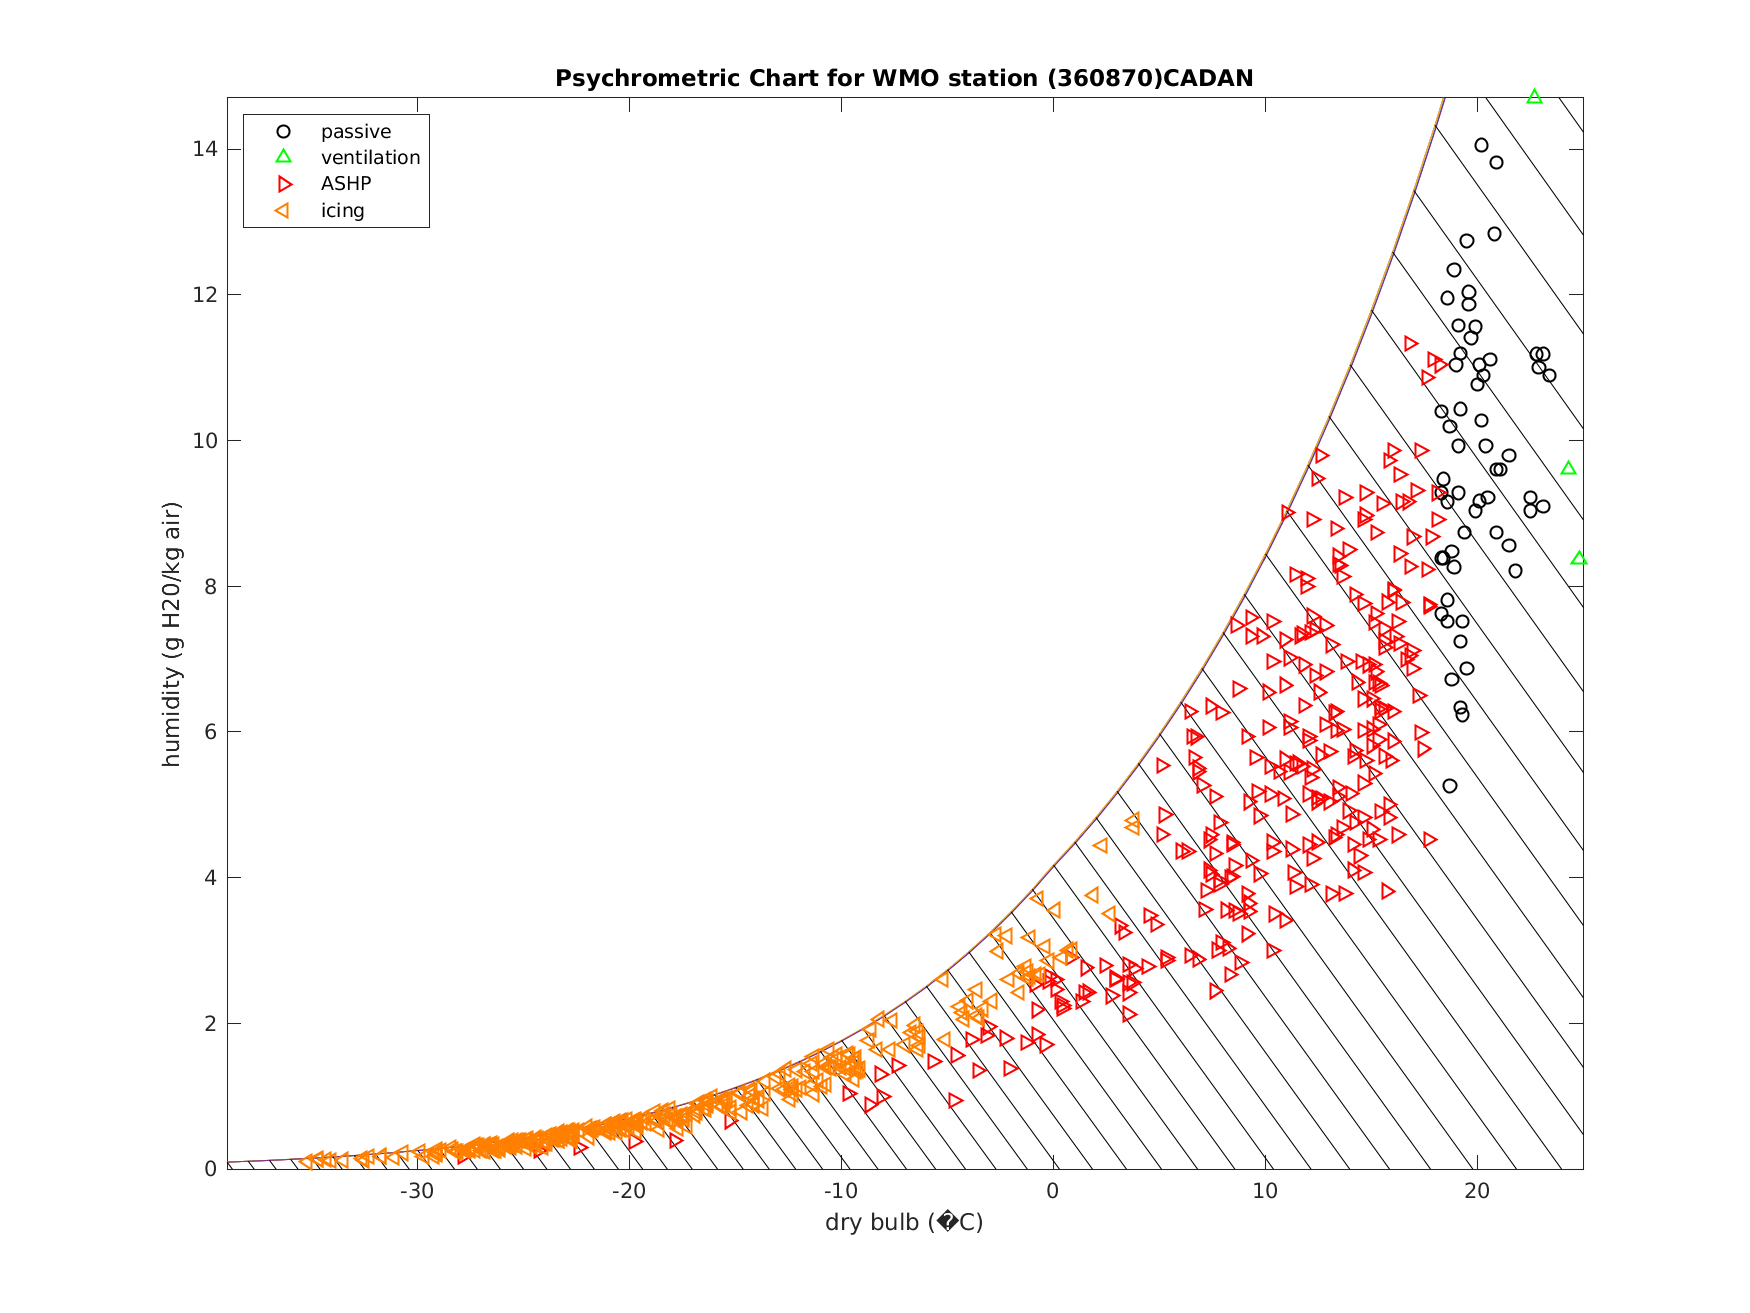 Psychrometric Chart for WMO station (360870)CADAN
passive
ventilation
ASHP
icing
14
12
10
8
6
4
2
0
humidity (g H20/kg air)
-30 -20 -10 0 10 20
dry bulb (�C)